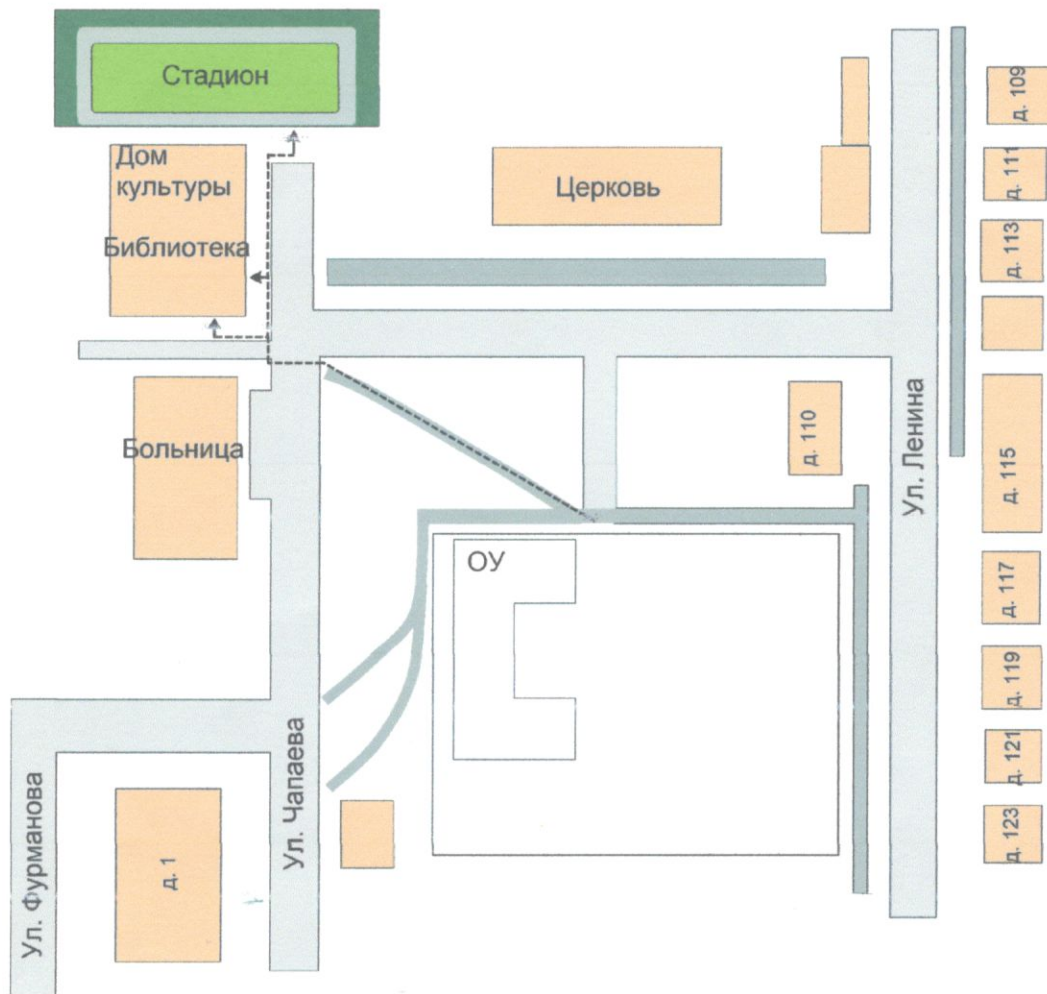 Стадион
Дом
культуры
Библиотека
Церковь
д. 109
д. 111
д. 113
д. 110
д. 115
Больница
Ул. Ленина
ОУ
д. 117
д. 119
д. 121
д. 123
Ул. Чапаева
Ул. Фурманова
д. 1